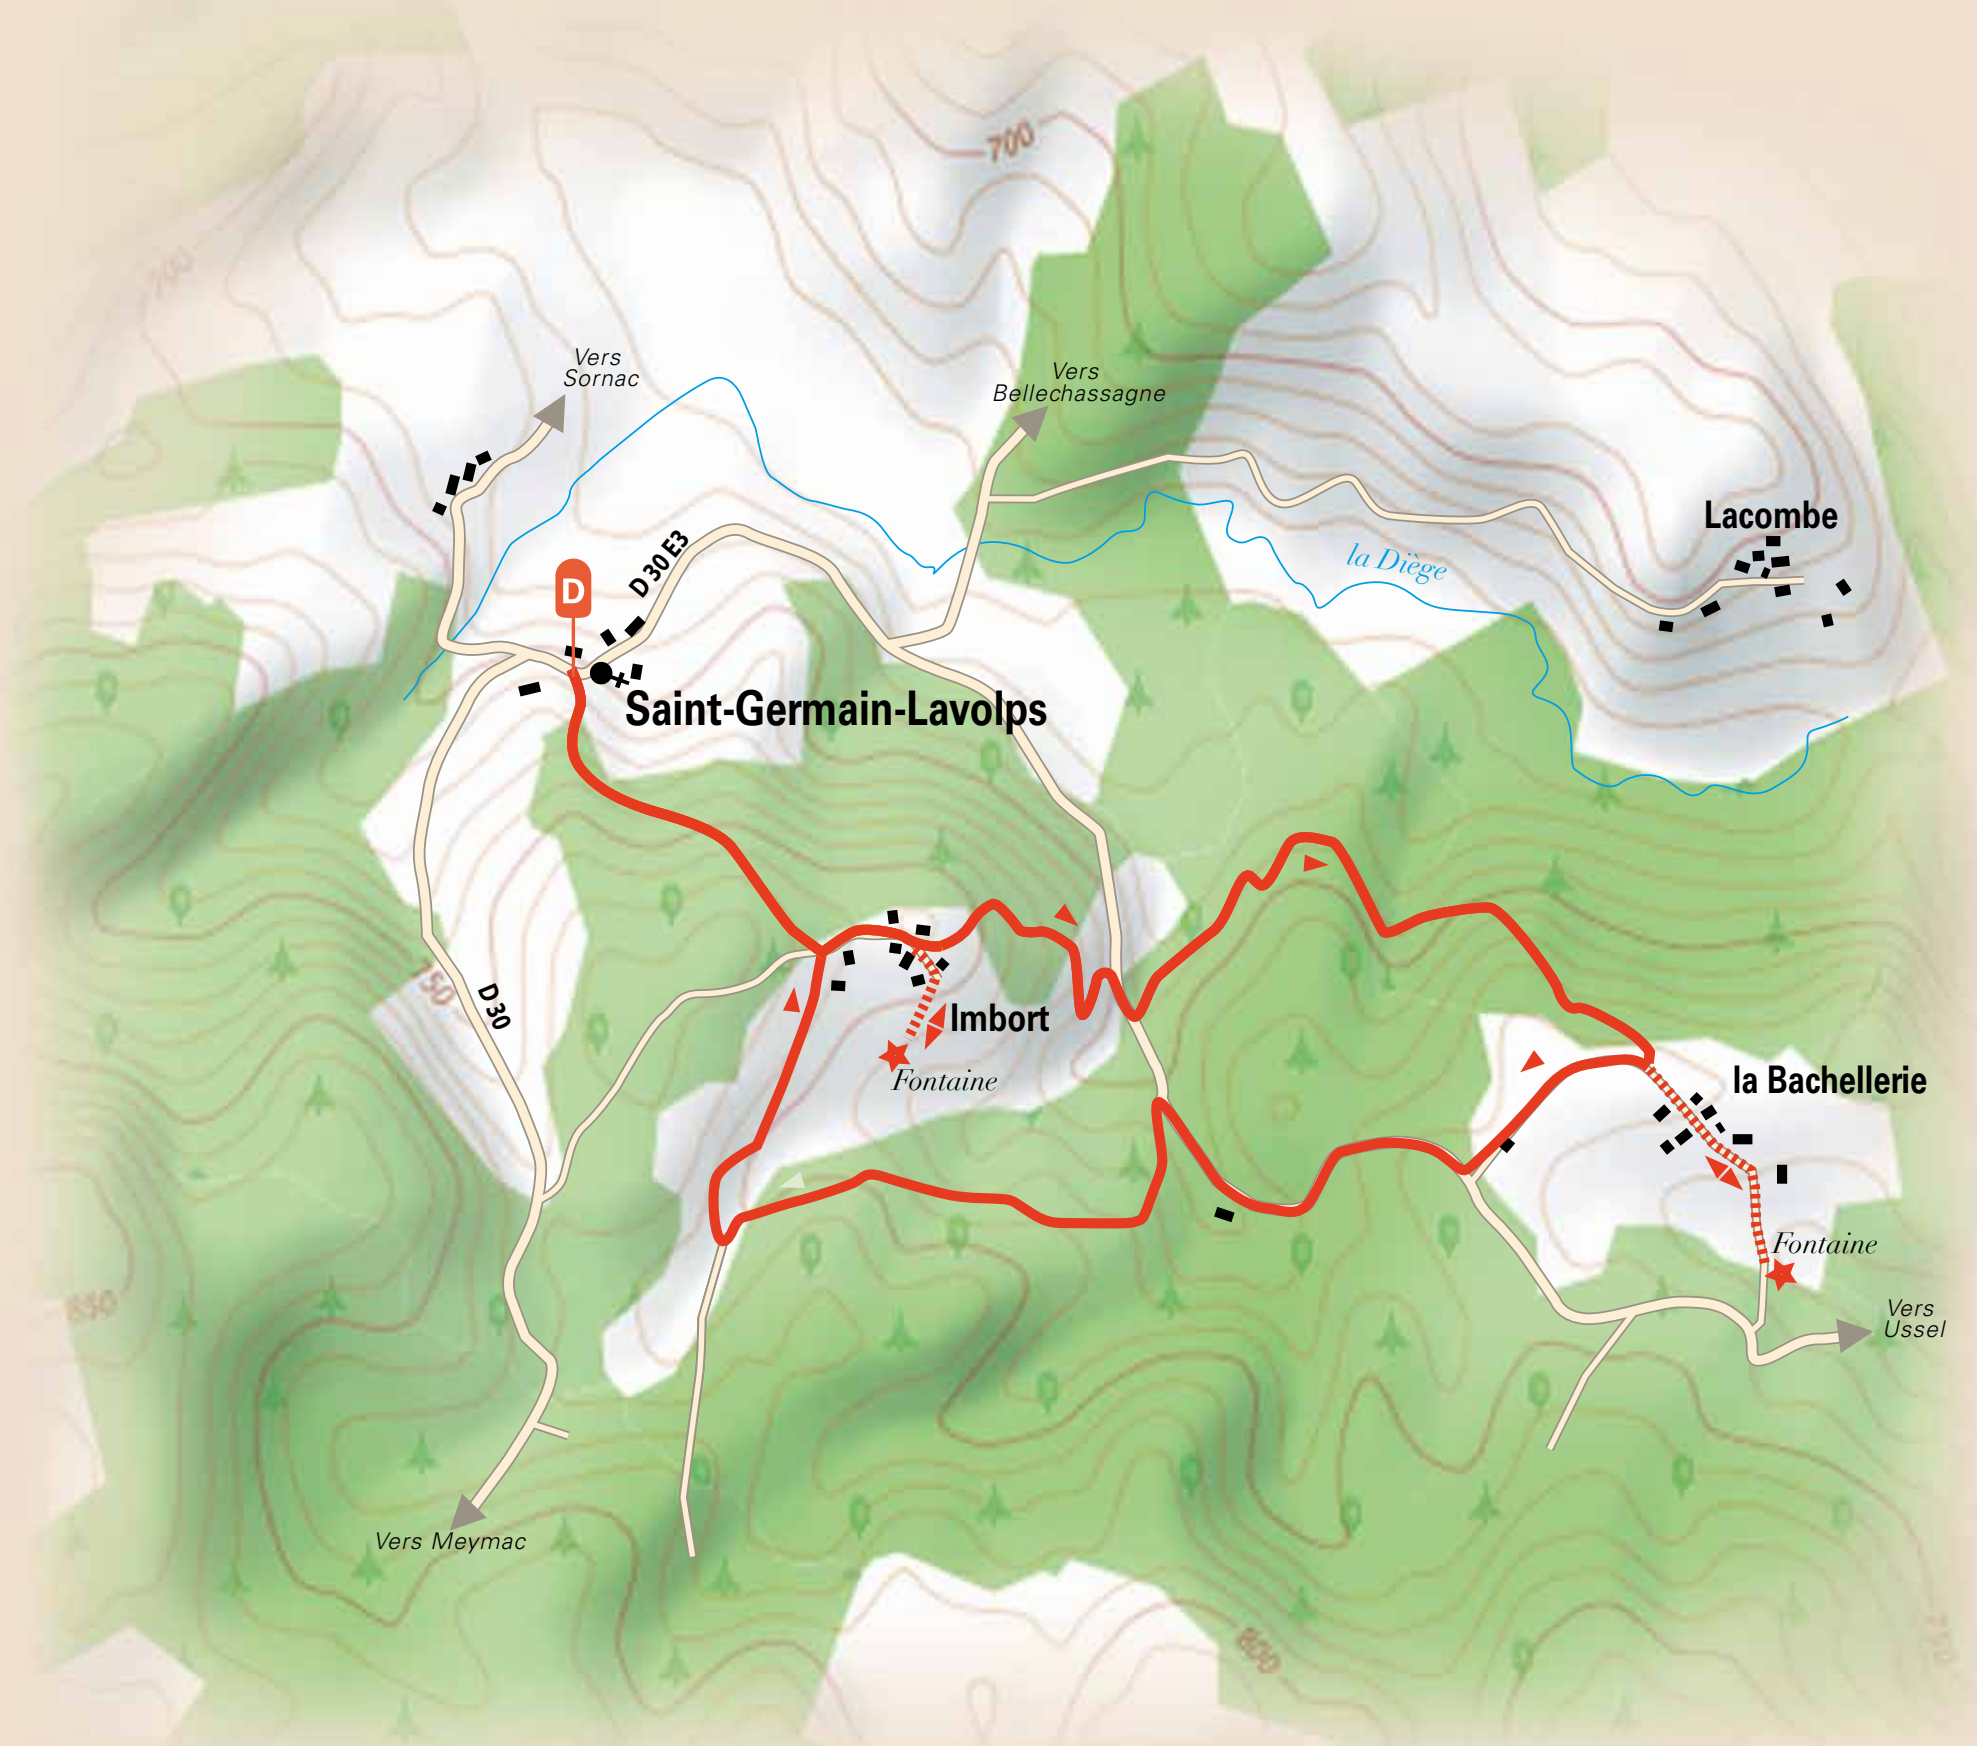 700
700
Vers
Sornac
Vers
Bellechassagne
Lacombe
D 30 E3
la Diège
D
Saint-Germain-Lavolps
D 30
Imbort
Fontaine
la Bachellerie
Fontaine
Vers
Ussel
850
Vers Meymac
800